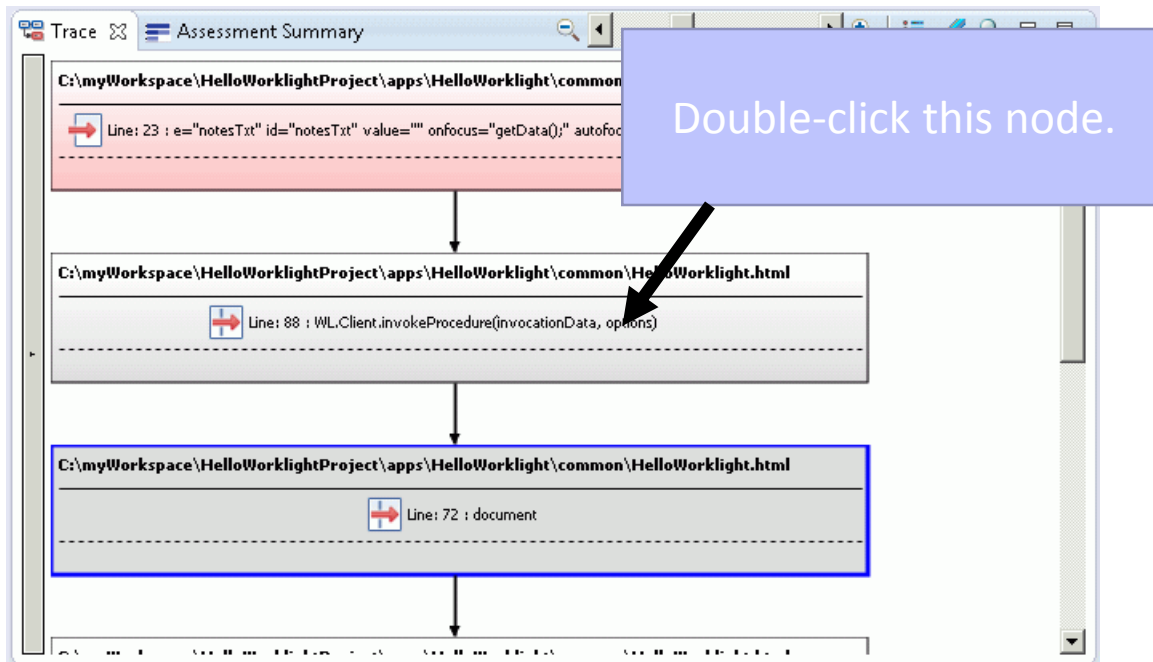 Trace Assessment Summary
Double-click this node.
C:\myWorkspace\HelloWorklightProject\apps\HelloWorklight\common
Line: 23 : e="notesTxt" id="notesTxt" value="" onfocus="getData();"
C:\myWorkspace\HelloWorklightProject\apps\HelloWorklight\common\HelloWorklight.html
Line: 88 : WL.Client.invokeProcedure(invocationData, options)
C:\myWorkspace\HelloWorklightProject\apps\HelloWorklight\common\HelloWorklight.html
Line: 72 : document